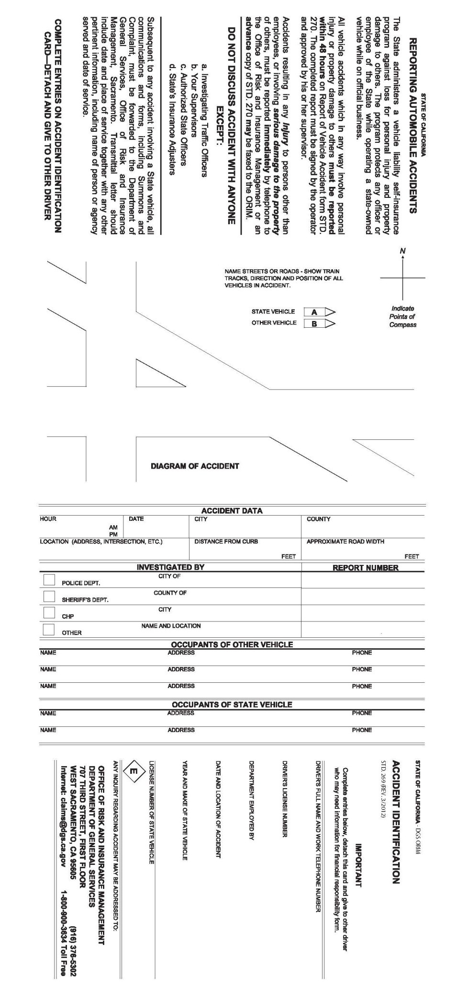 STATE OF CALIFORNIA
REPORTING AUTOMOBILE ACCIDENTS
The State administers a vehicle liability self-insurance
program against loss for personal injury and property
damage to others. The program protects any officer or
employee of the State while operating a state-owned
vehicle while on official business.
All vehicle accidents which in any way involve personal
injury or property damage to others must be reported
within 48 hours on Report of Vehicle Accident form STD.
270. The completed report must be signed by the operator
and approved by his or her supervisor.
Accidents resulting in any injury to persons other than
employees, or involving serious damage to the property
of others, must be reported immediately by telephone to
the Office of Risk and Insurance Management or an
advance copy of STD. 270 may be faxed to the ORIM.
DO NOT DISCUSS ACCIDENT WITH ANYONE
EXCEPT:
a. Investigating Traffic Officers
b. Your Supervisors
c. Authorized State Officers
d. State's Insurance Adjusters
Subsequent to any accident involving a State vehicle, all
communications and forms, including Summons and
Complaint, must be forwarded to the Department of
General Services, Office of Risk and Insurance
Management, Sacramento. Transmittal letter should
include date and place of service together with any other
pertinent information, including name of person or agency
served and date of service.
COMPLETE ENTRIES ON ACCIDENT IDENTIFICATION
CARD—DETACH AND GIVE TO OTHER DRIVER
N
Indicate
Points of
Compass
NAME STREETS OR ROADS - SHOW TRAIN
TRACKS, DIRECTION AND POSITION OF ALL
VEHICLES IN ACCIDENT.
STATE VEHICLE A
OTHER VEHICLE B
DIAGRAM OF ACCIDENT
ACCIDENT DATA
HOUR DATE CITY COUNTY
AM
PM
LOCATION (ADDRESS, INTERSECTION, ETC.) DISTANCE FROM CURB APPROXIMATE ROAD WIDTH
FEET FEET
INVESTIGATED BY REPORT NUMBER
POLICE DEPT. CITY OF
SHERIFF'S DEPT. COUNTY OF
CHP CITY
OTHER NAME AND LOCATION
OCCUPANTS OF OTHER VEHICLE
NAME ADDRESS PHONE
NAME ADDRESS PHONE
NAME ADDRESS PHONE
OCCUPANTS OF STATE VEHICLE
NAME ADDRESS PHONE
NAME ADDRESS PHONE
STATE OF CALIFORNIA - DGS ORIM
ACCIDENT IDENTIFICATION
STD. 269 (REV. 3/2012)
IMPORTANT
Complete entries below, detach this card and give to other driver
who may need information for financial responsibility form.
DRIVER'S FULL NAME AND WORK TELEPHONE NUMBER
DRIVER'S LICENSE NUMBER
DEPARTMENT EMPLOYED BY
DATE AND LOCATION OF ACCIDENT
YEAR AND MAKE OF STATE VEHICLE
LICENSE NUMBER OF STATE VEHICLE
E
ANY INQUIRY REGARDING ACCIDENT MAY BE ADDRESSED TO:
OFFICE OF RISK AND INSURANCE MANAGEMENT
DEPARTMENT OF GENERAL SERVICES
707 THIRD STREET, FIRST FLOOR
WEST SACRAMENTO, CA 95605 (916) 376-5302
Internet: claims@dgs.ca.gov 1-800-900-3634 Toll Free